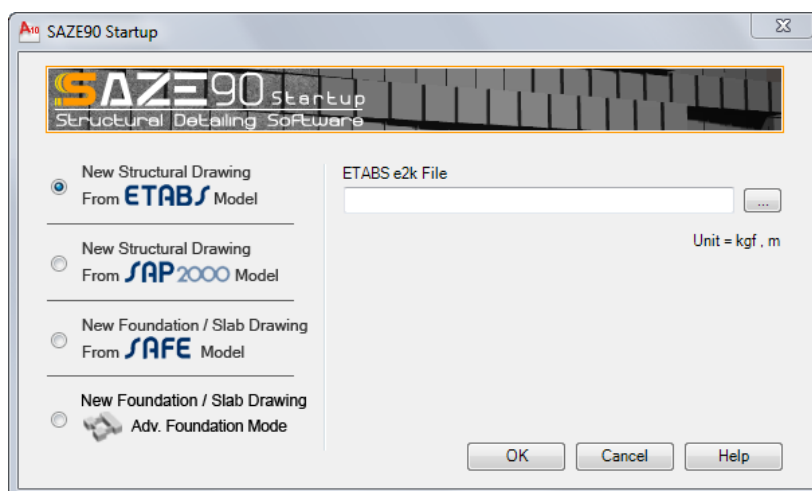 A10 SAZE90 Startup
SAZE90 Startup
Structural Detailing Software
New Structural Drawing
From ETABS Model
ETABS e2k File
...
Unit = kgf , m
New Structural Drawing
From SAP2000 Model
New Foundation / Slab Drawing
From SAFE Model
New Foundation / Slab Drawing
Adv. Foundation Mode
OK Cancel Help